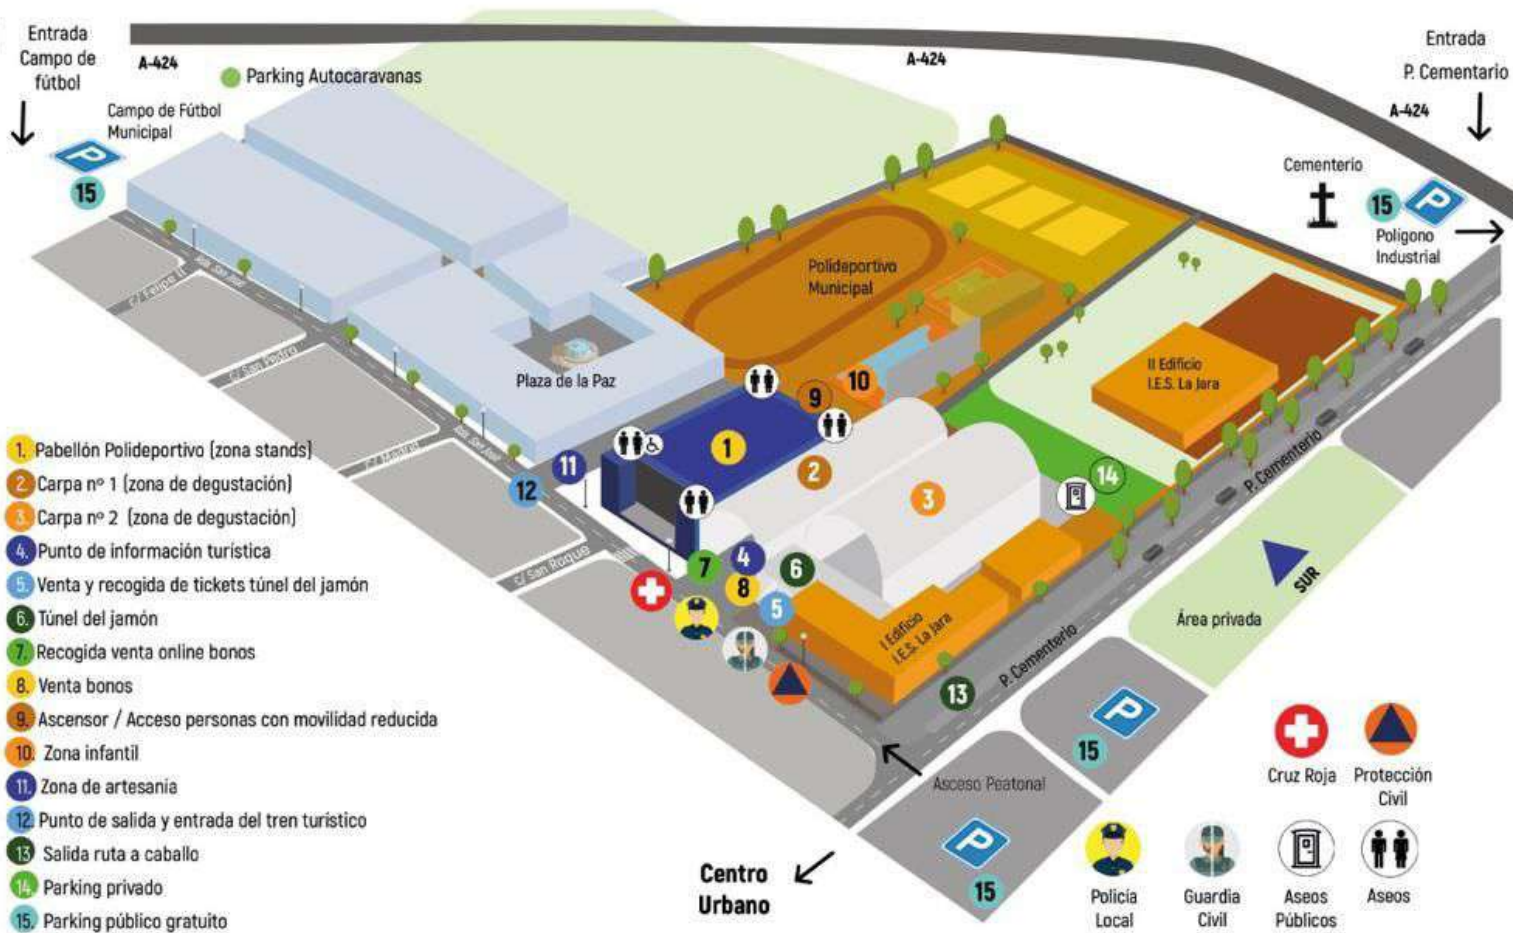 Entrada
Campo de
fútbol
A-424
A-424
A-424
Entrada
P. Cementario
Parking Autocaravanas
Campo de Fútbol
Municipal
P
15
Cementerio
15
P
Polígono
Industrial
Polideportivo
Municipal
Avda. San José
C/ Felipe II
C/ San Pedro
Plaza de la Paz
II Edificio
I.E.S. La Jara
10
9
1
2
3
14
11
12
C/ Madrid
Avda. San José
C/ San Roque
P. Cementerio
7
4
8
6
5
I Edificio
I.E.S. La Jara
13
P. Cementerio
SUR
Área privada
P
15
Acceso Peatonal
P
15
Centro
Urbano
1. Pabellón Polideportivo (zona stands)
2. Carpa nº 1 (zona de degustación)
3. Carpa nº 2 (zona de degustación)
4. Punto de información turística
5. Venta y recogida de tickets túnel del jamón
6. Túnel del jamón
7. Recogida venta online bonos
8. Venta bonos
9. Ascensor / Acceso personas con movilidad reducida
10. Zona infantil
11. Zona de artesanía
12. Punto de salida y entrada del tren turístico
13 Salida ruta a caballo
14. Parking privado
15. Parking público gratuito
Cruz Roja
Protección
Civil
Policía
Local
Guardia
Civil
Aseos
Públicos
Aseos